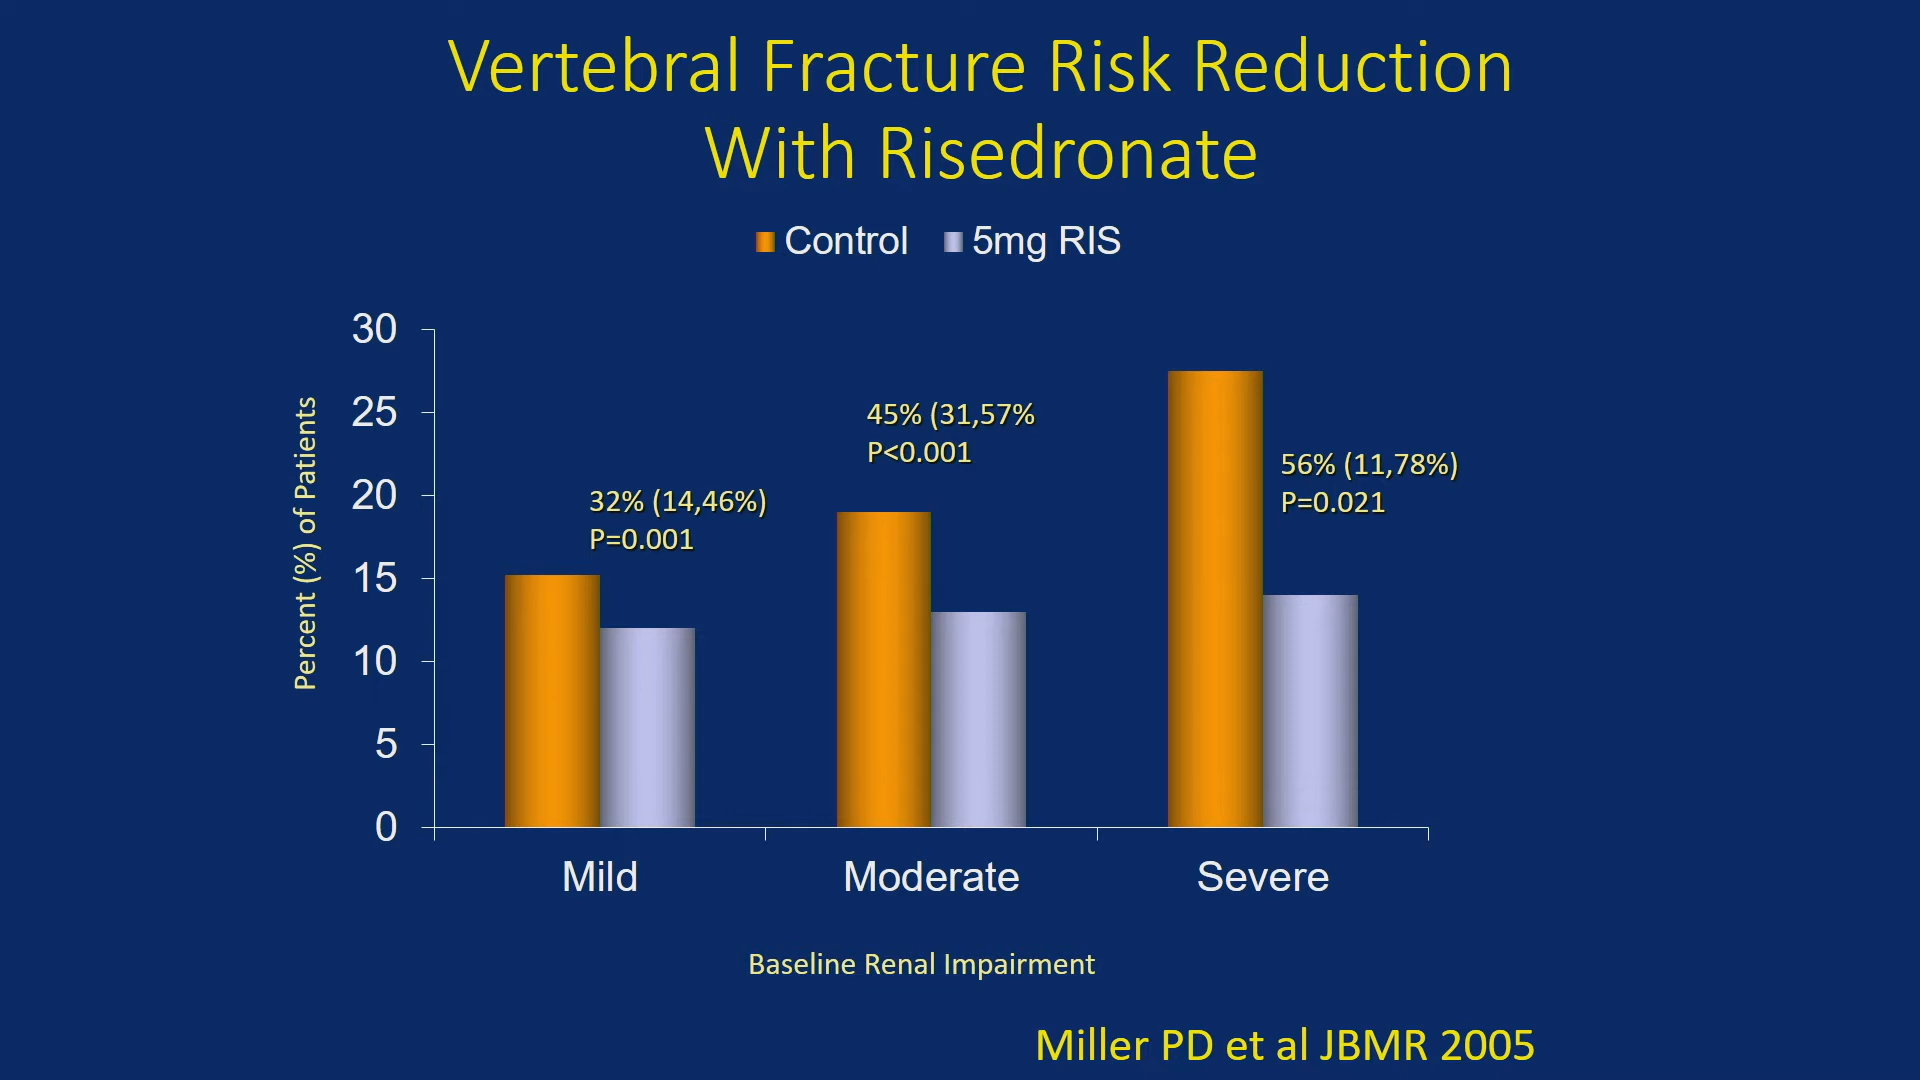 Vertebral Fracture Risk Reduction
With Risedronate
Control 5mg RIS
Percent (%) of Patients
30
25
20
15
10
5
0
32% (14,46%)
P=0.001
45% (31,57%
P<0.001
56% (11,78%)
P=0.021
Mild Moderate Severe
Baseline Renal Impairment
Miller PD et al JBMR 2005